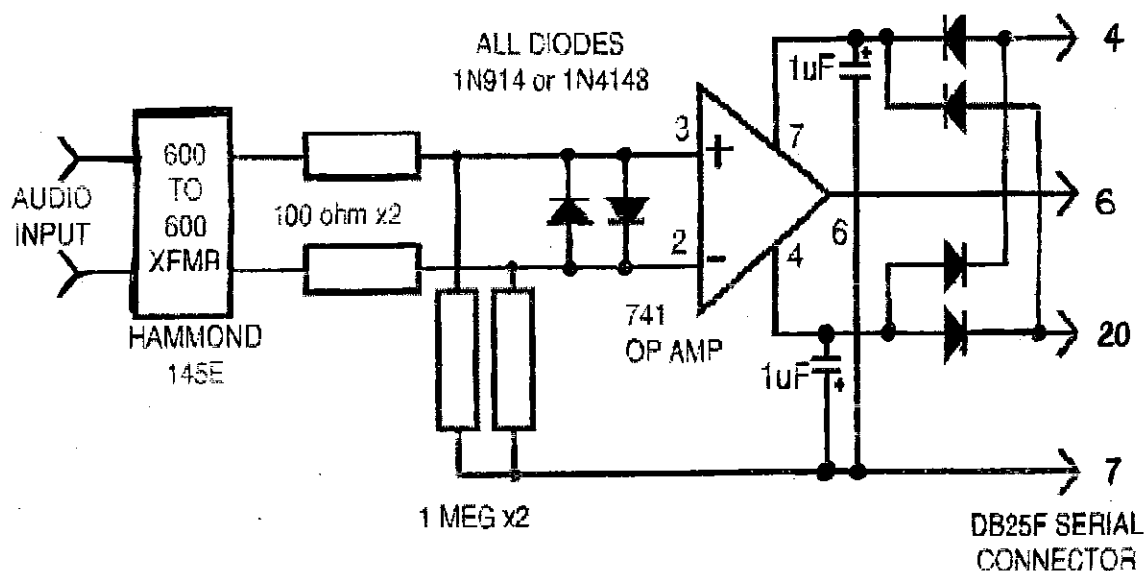 ALL DIODES
1N914 or 1N4148
1uF
+
4
600
TO
600
XFMR
AUDIO
INPUT
100 ohm x2
3
+
7
2
-
6
4
6
HAMMOND
145E
741
OP AMP
1uF
+
20
7
1 MEG x2
DB25F SERIAL
CONNECTOR